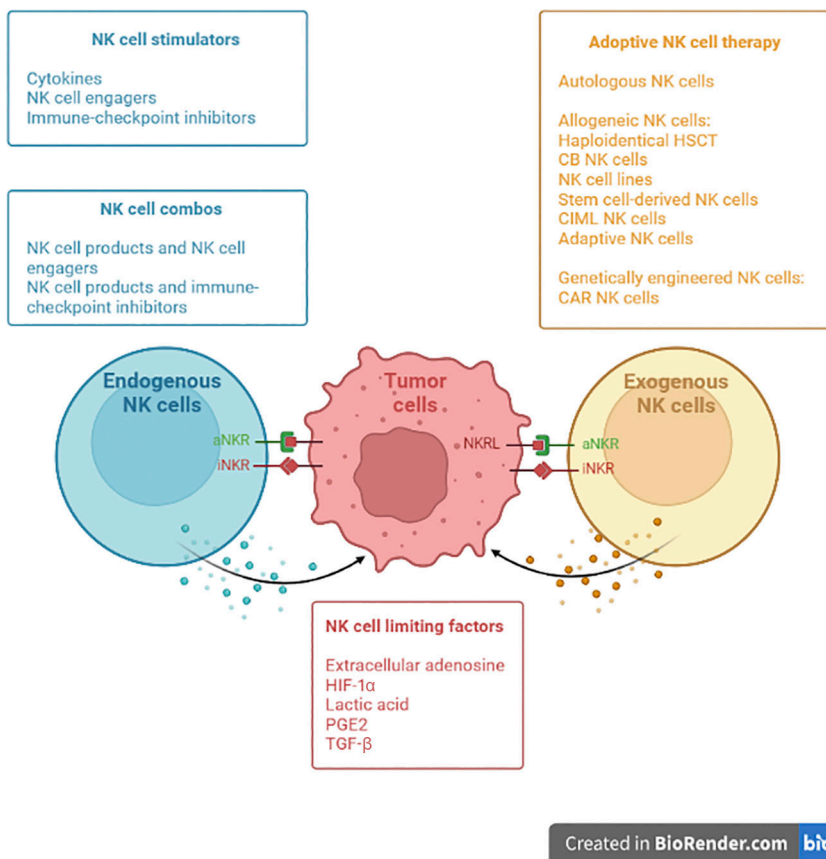 NK cell stimulators
Cytokines
NK cell engagers
Immune-checkpoint inhibitors
NK cell combos
NK cell products and NK cell
engagers
NK cell products and immune-
checkpoint inhibitors
Adoptive NK cell therapy
Autologous NK cells
Allogeneic NK cells:
Haploidentical HSCT
CB NK cells
NK cell lines
Stem cell-derived NK cells
CIML NK cells
Adaptive NK cells
Genetically engineered NK cells:
CAR NK cells
Endogenous
NK cells
aNKR
iNKR
Tumor
cells
NKRL
Exogenous
NK cells
aNKR
iNKR
NK cell limiting factors
Extracellular adenosine
HIF-1α
Lactic acid
PGE2
TGF-β
Created in BioRender.com